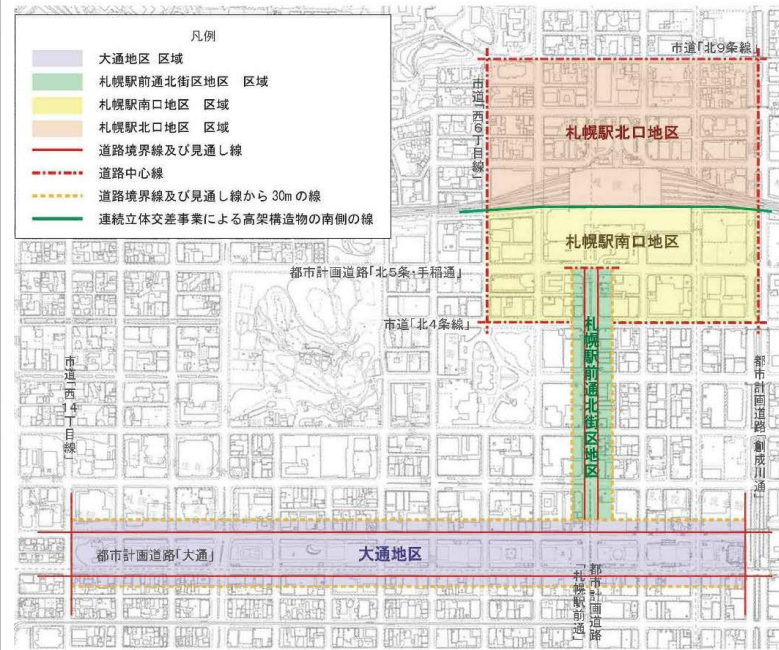 凡例
大通地区 区域
札幌駅前通北街区地区 区域
札幌駅南口地区 区域
札幌駅北口地区 区域
道路境界線及び見通し線
道路中心線
道路境界線及び見通し線から30mの線
連続立体交差事業による高架構造物の南側の線
市道「北9条線」
市道「西6丁目線」
札幌駅北口地区
札幌駅南口地区
都市計画道路「北5条・手稲通」
市道「北4条線」
札幌駅前通北街区地区
市道「西14丁目線」
都市計画道路「創成川通」
都市計画道路「大通」
大通地区
都市計画道路
「札幌駅前通」